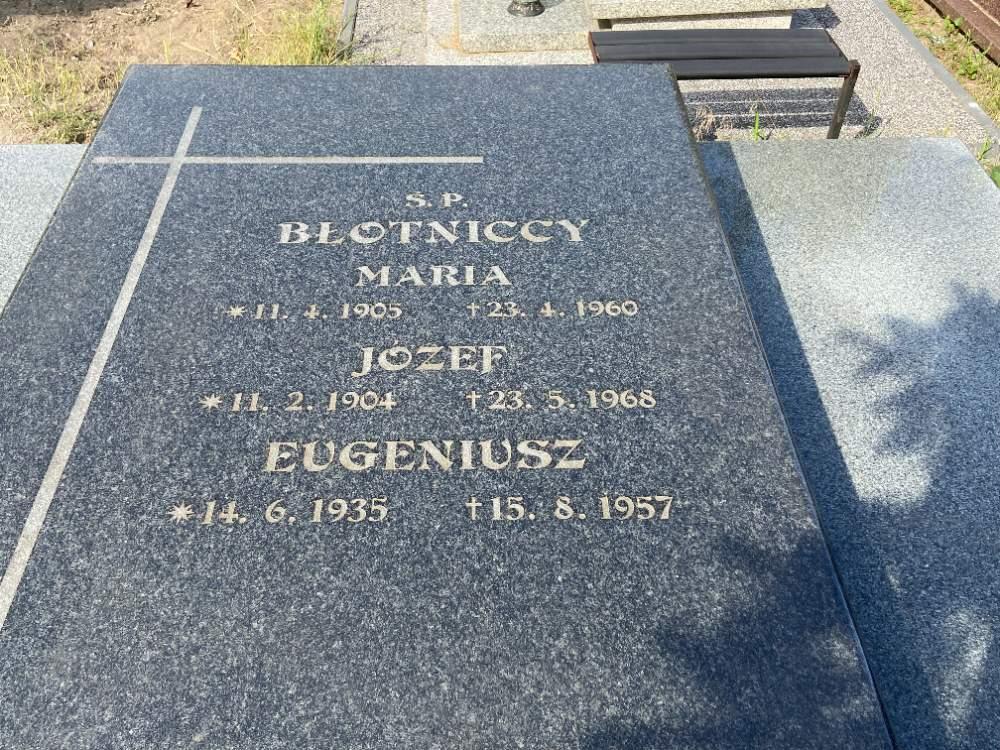 Ś. P.
BŁOTNICCY
MARIA
*11. 4. 1905 †23. 4. 1960
JÓZEF
*11. 2. 1904 †23. 5. 1968
EUGENIUSZ
*14. 6. 1935 †15. 8. 1957